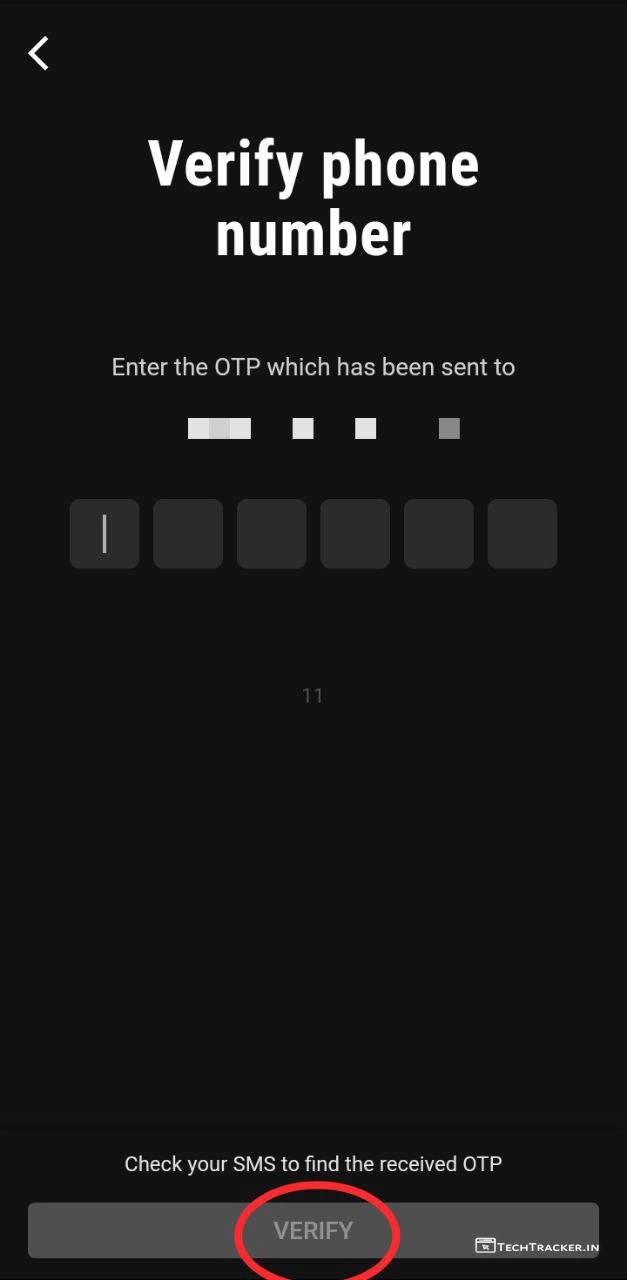 Verify phone
number
Enter the OTP which has been sent to
11
Check your SMS to find the received OTP
VERIFY
TECHTRACKER.IN